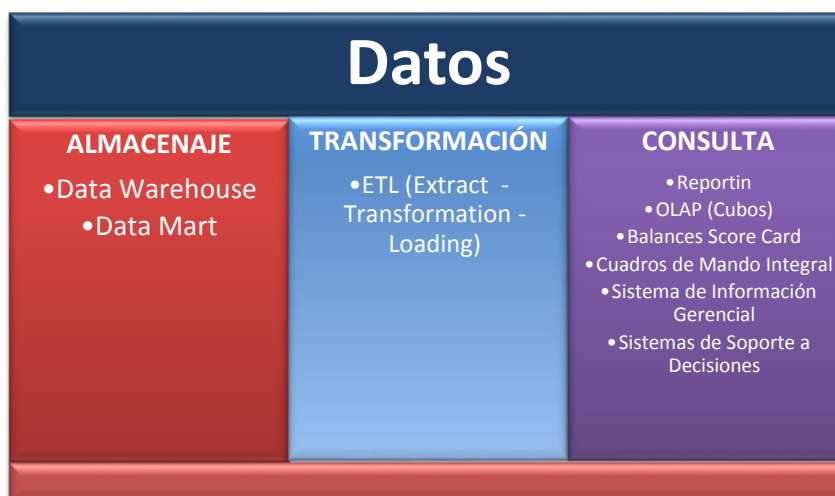 Datos
ALMACENAJE
•Data Warehouse
•Data Mart
TRANSFORMACIÓN
•ETL (Extract -
Transformation -
Loading)
CONSULTA
•Reportin
•OLAP (Cubos)
•Balances Score Card
•Cuadros de Mando Integral
•Sistema de Información
Gerencial
•Sistemas de Soporte a
Decisiones